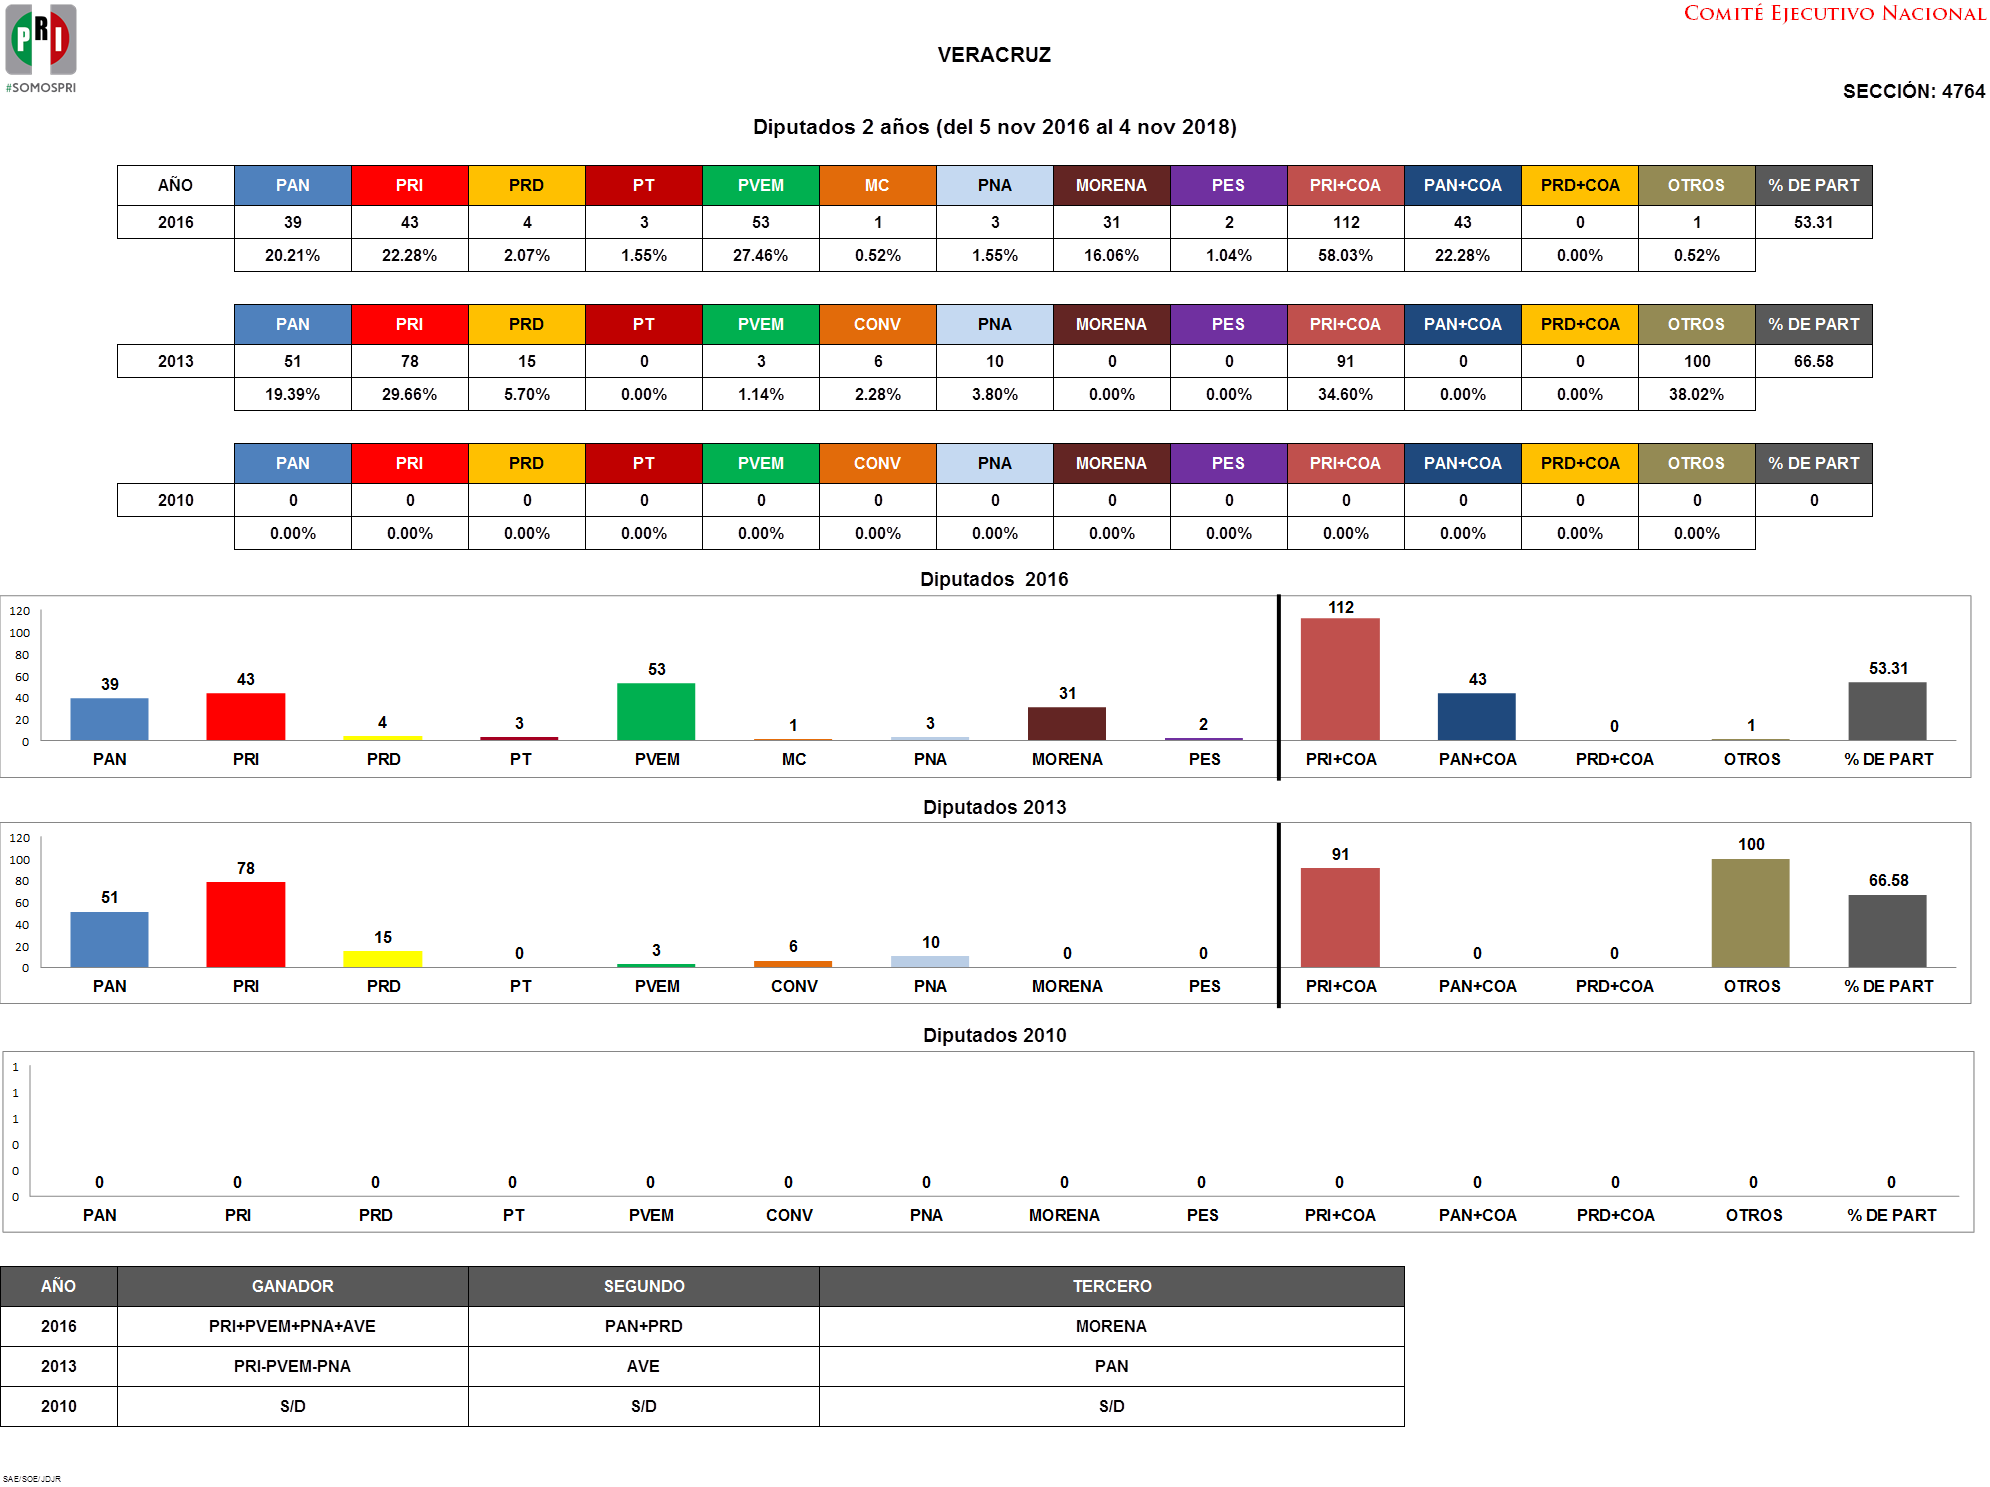 PRI
#SOMOSPRI
COMITÉ EJECUTIVO NACIONAL
VERACRUZ
SECCIÓN: 4764
Diputados 2 años (del 5 nov 2016 al 4 nov 2018)
AÑO PAN PRI PRD PT PVEM MC PNA MORENA PES PRI+COA PAN+COA PRD+COA OTROS % DE PART
2016 39 43 4 3 53 1 3 31 2 112 43 0 1 53.31
20.21% 22.28% 2.07% 1.55% 27.46% 0.52% 1.55% 16.06% 1.04% 58.03% 22.28% 0.00% 0.52%
PAN PRI PRD PT PVEM CONV PNA MORENA PES PRI+COA PAN+COA PRD+COA OTROS % DE PART
2013 51 78 15 0 3 6 10 0 0 91 0 0 100 66.58
19.39% 29.66% 5.70% 0.00% 1.14% 2.28% 3.80% 0.00% 0.00% 34.60% 0.00% 0.00% 38.02%
PAN PRI PRD PT PVEM CONV PNA MORENA PES PRI+COA PAN+COA PRD+COA OTROS % DE PART
2010 0 0 0 0 0 0 0 0 0 0 0 0 0 0
0.00% 0.00% 0.00% 0.00% 0.00% 0.00% 0.00% 0.00% 0.00% 0.00% 0.00% 0.00% 0.00%
Diputados 2016
120
100
80
60
40
20
0
39 43 4 3 53 1 3 31 2 112 43 0 1 53.31
PAN PRI PRD PT PVEM MC PNA MORENA PES PRI+COA PAN+COA PRD+COA OTROS % DE PART
Diputados 2013
120
100
80
60
40
20
0
51 78 15 0 3 6 10 0 0 91 0 0 100 66.58
PAN PRI PRD PT PVEM CONV PNA MORENA PES PRI+COA PAN+COA PRD+COA OTROS % DE PART
Diputados 2010
1
1
1
0
0
0
0 0 0 0 0 0 0 0 0 0 0 0 0 0
PAN PRI PRD PT PVEM CONV PNA MORENA PES PRI+COA PAN+COA PRD+COA OTROS % DE PART
AÑO GANADOR SEGUNDO TERCERO
2016 PRI+PVEM+PNA+AVE PAN+PRD MORENA
2013 PRI-PVEM-PNA AVE PAN
2010 S/D S/D S/D
SAE/SOE/JDJR